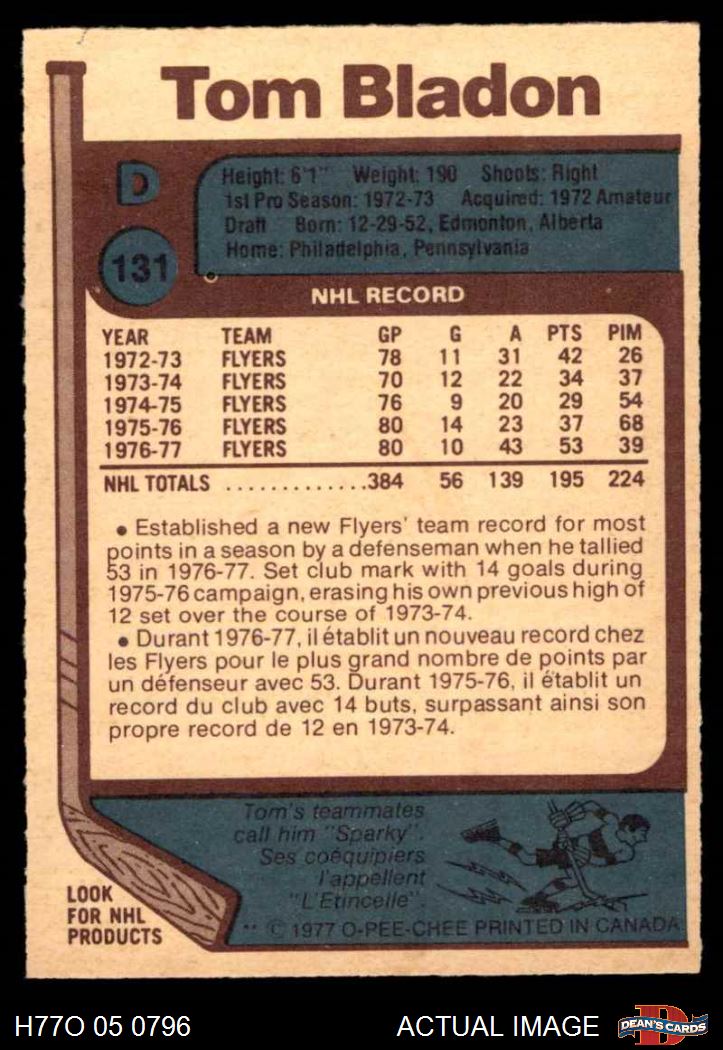 Tom Bladon
D
131
Height: 6'1" Weight: 190 Shoots: Right
1st Pro Season: 1972-73 Acquired: 1972 Amateur
Draft Born: 12-29-52, Edmonton, Alberta
Home: Philadelphia, Pennsylvania
NHL RECORD
YEAR TEAM GP G A PTS PIM
1972-73 FLYERS 78 11 31 42 26
1973-74 FLYERS 70 12 22 34 37
1974-75 FLYERS 76 9 20 29 54
1975-76 FLYERS 80 14 23 37 68
1976-77 FLYERS 80 10 43 53 39
NHL TOTALS .............384 56 139 195 224
• Established a new Flyers' team record for most
points in a season by a defenseman when he tallied
53 in 1976-77. Set club mark with 14 goals during
1975-76 campaign, erasing his own previous high of
12 set over the course of 1973-74.
• Durant 1976-77, il établit un nouveau record chez
les Flyers pour le plus grand nombre de points par
un défenseur avec 53. Durant 1975-76, il établit un
record du club avec 14 buts, surpassant ainsi son
propre record de 12 en 1973-74.
Tom's teammates
call him "Sparky".
Ses coéquipiers
l'appellent
"L'Etincelle".
LOOK
FOR NHL
PRODUCTS
** © 1977 O-PEE-CHEE PRINTED IN CANADA
H77O 05 0796
ACTUAL IMAGE
D
DEAN'S CARDS